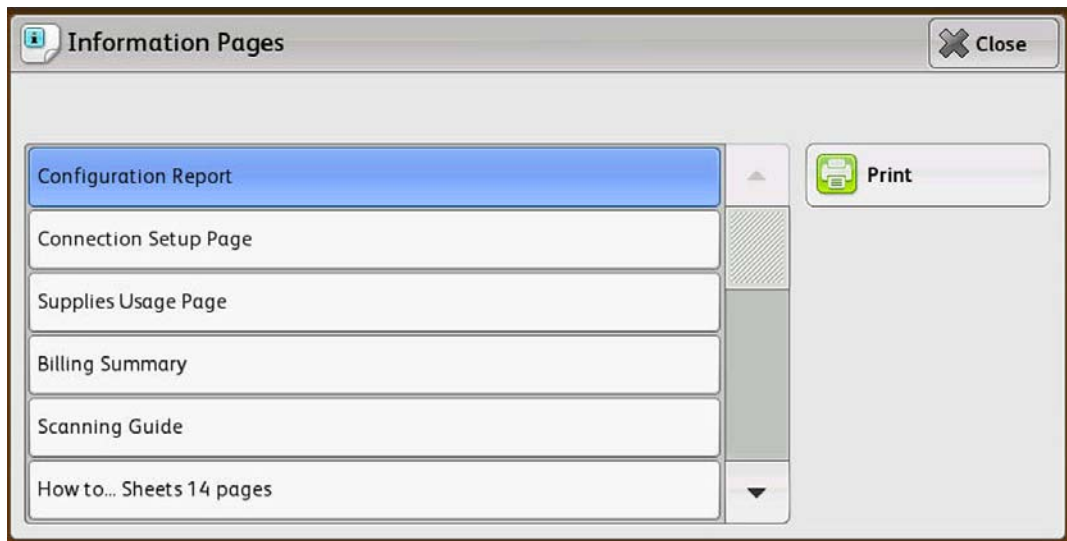 Information Pages
Close
Configuration Report
Print
Connection Setup Page
Supplies Usage Page
Billing Summary
Scanning Guide
How to... Sheets 14 pages